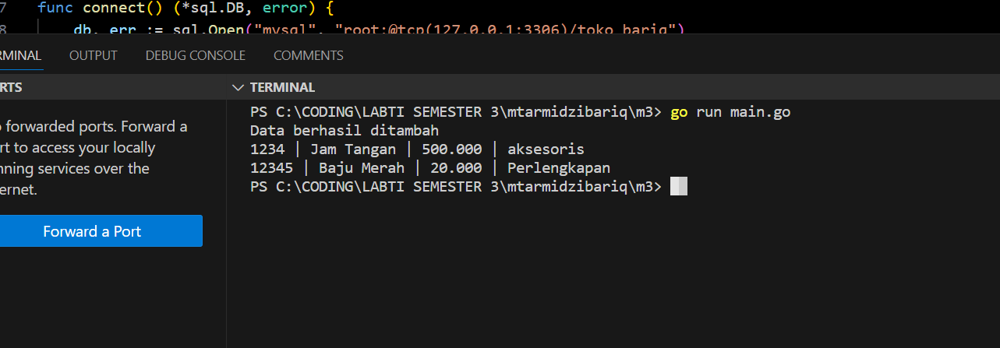 7 func connect() (*sql.DB, error) {
8 db, err := sql.Open("mysql", "root:@tcp(127.0.0.1:3306)/toko_bariq")
RMINAL OUTPUT DEBUG CONSOLE COMMENTS
RTS
TERMINAL
o forwarded ports. Forward a
rt to access your locally
nning services over the
ernet.
Forward a Port
PS C:\CODING\LABTI SEMESTER 3\mtarmidzibariq\m3> go run main.go
Data berhasil ditambah
1234 | Jam Tangan | 500.000 | aksesoris
12345 | Baju Merah | 20.000 | Perlengkapan
PS C:\CODING\LABTI SEMESTER 3\mtarmidzibariq\m3>